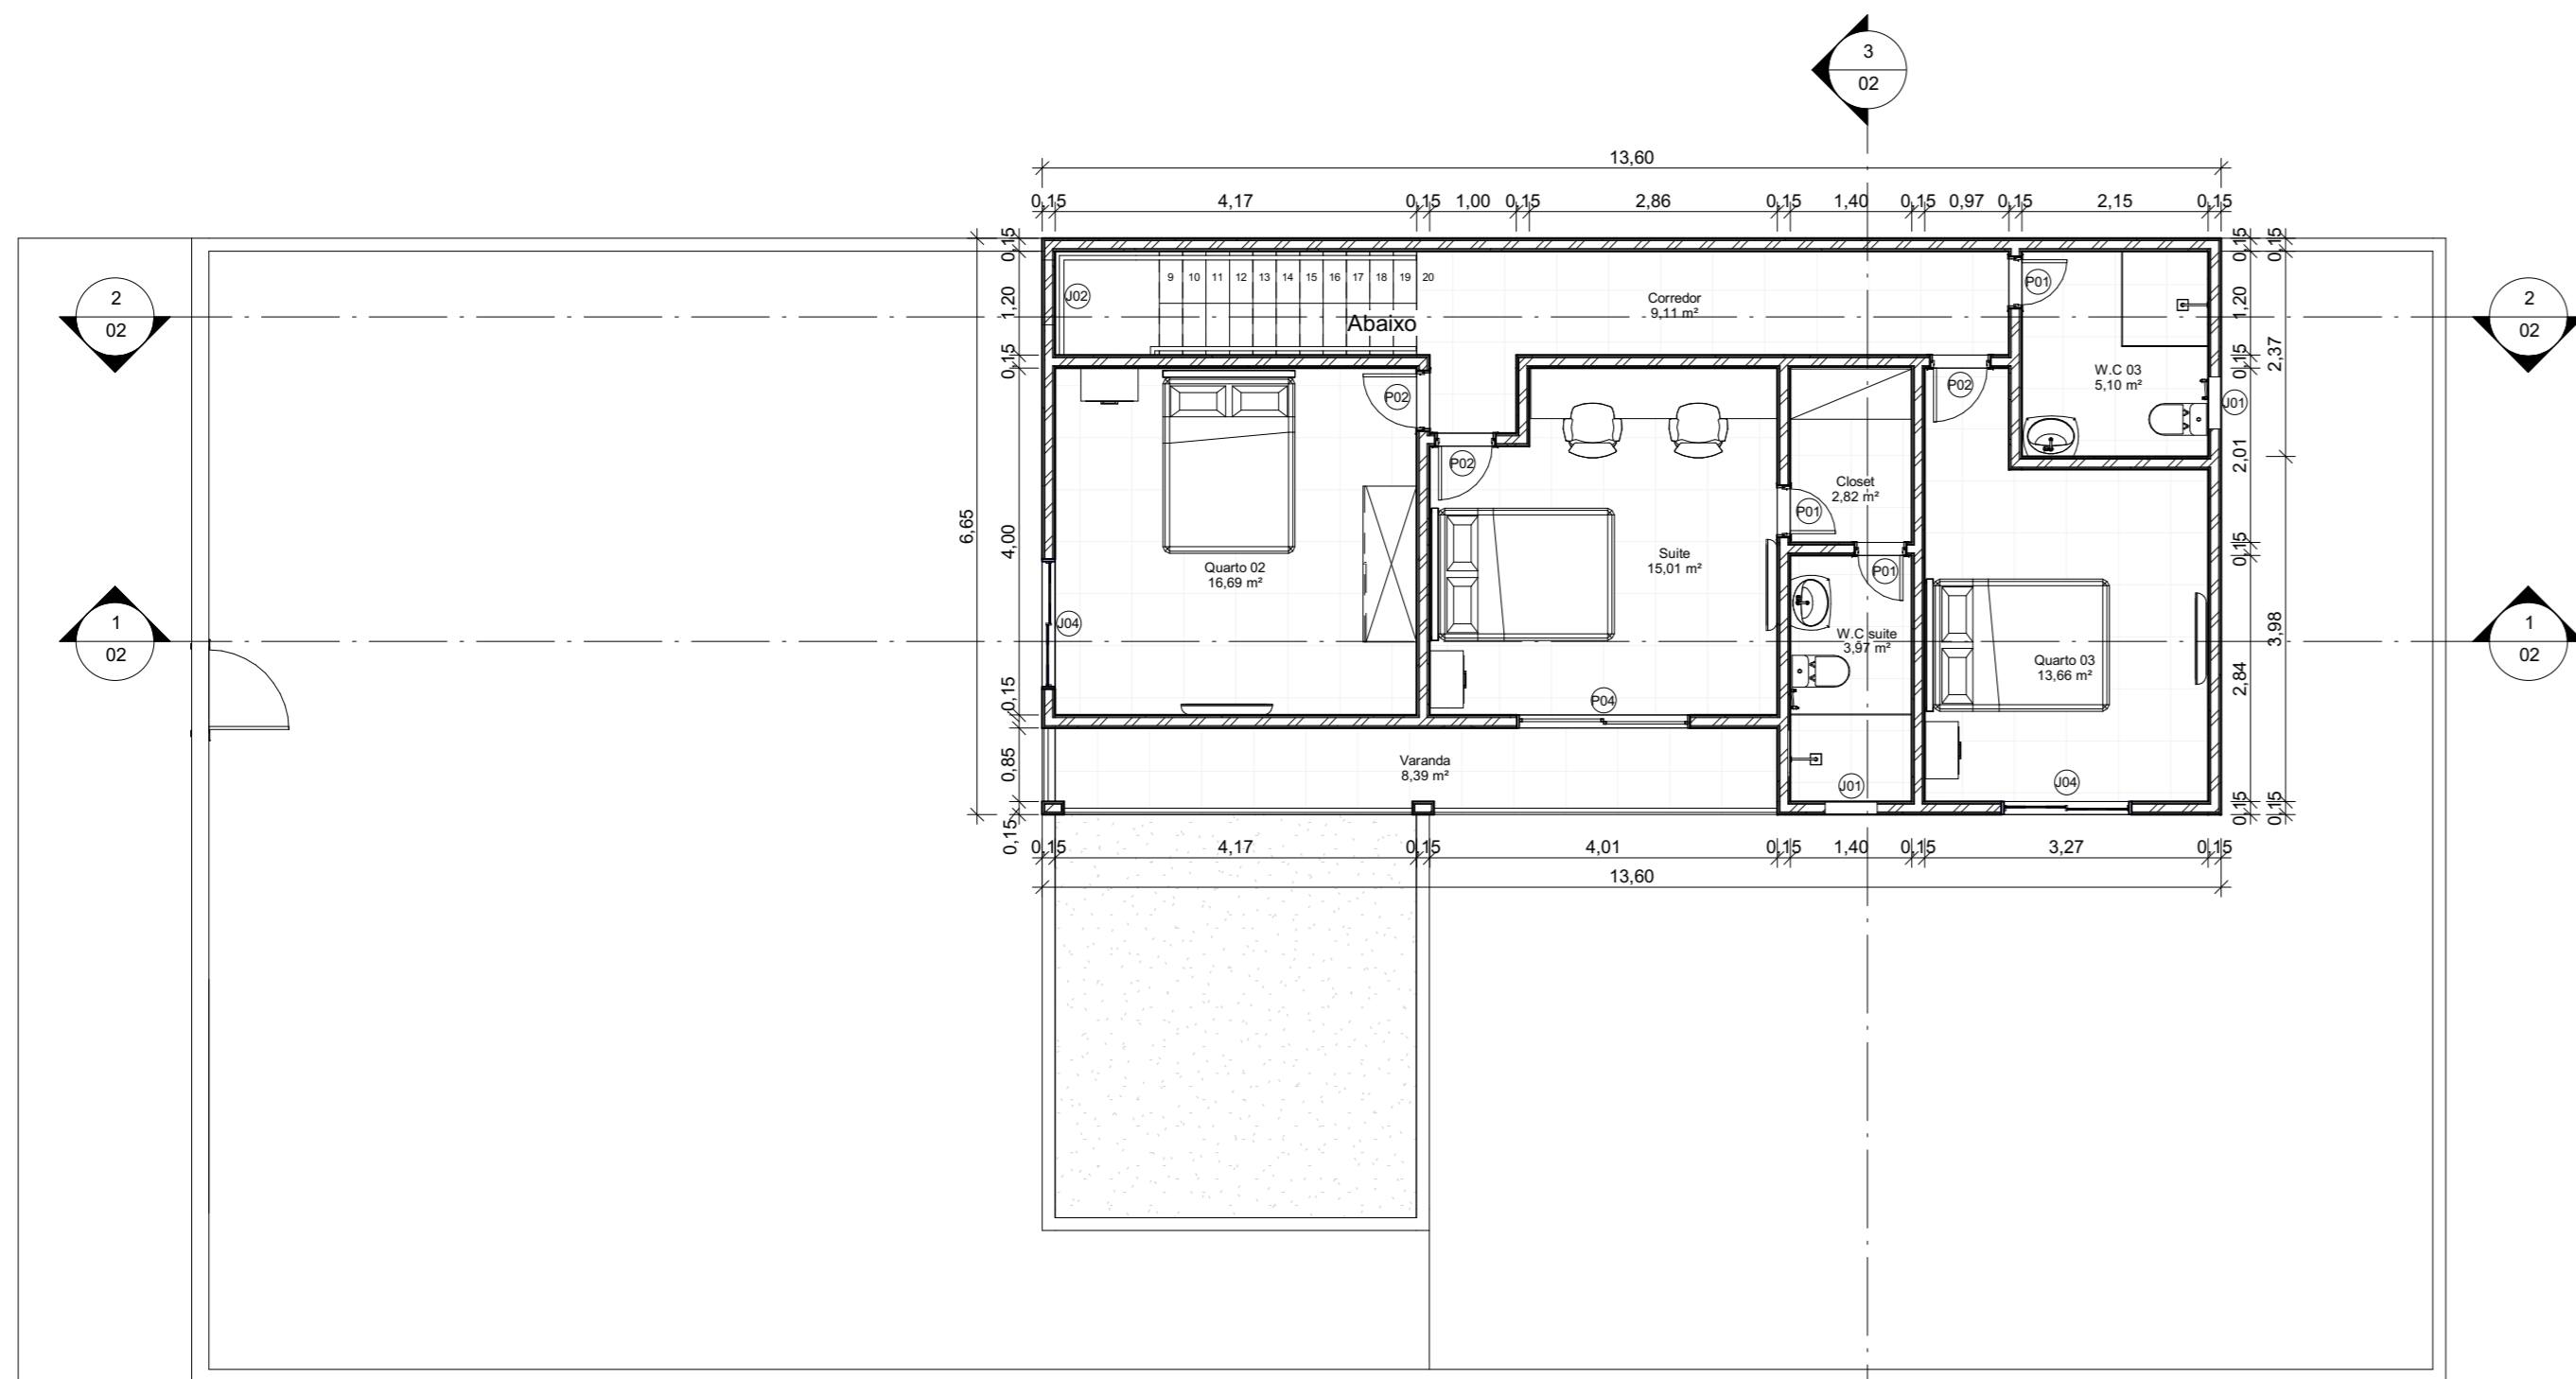 3
02
13,60
0,15 4,17 0,15 1,00 0,15 2,86 0,15 1,40 0,15 0,97 0,15 2,15 0,15
0,15
0,15
0,15
9 10 11 12 13 14 15 16 17 18 19 20
P01
J02
Corredor
9,11 m²
1,20
1,20
2
02
2
02
Abaixo
0,15
0,15
2,37
W.C 03
5,10 m²
P02
P02
J01
P02
2,01
Closet
2,82 m²
P01
6,65
4,00
0,15
Suite
15,01 m²
Quarto 02
16,69 m²
P01
J04
1
02
1
02
W.C suite
3,97 m²
3,98
Quarto 03
13,66 m²
2,84
0,15
P04
Varanda
8,39 m²
0,85
J01
J04
0,15
0,15
0,15
0,15 4,17 0,15 4,01 0,15 1,40 0,15 3,27 0,15
13,60